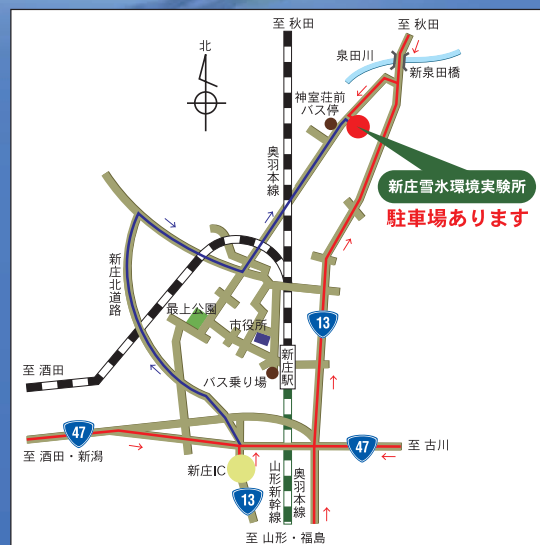 至 秋田
至 秋田
北
泉田川
新泉田橋
神室荘前
バス停
奥羽本線
新庄雪氷環境実験所
駐車場あります
新庄北道路
最上公園
市役所
13
新庄駅
至 酒田
バス乗り場
47
47
至 古川
至 酒田・新潟
新庄IC
13
山形新幹線
奥羽本線
至 山形・福島